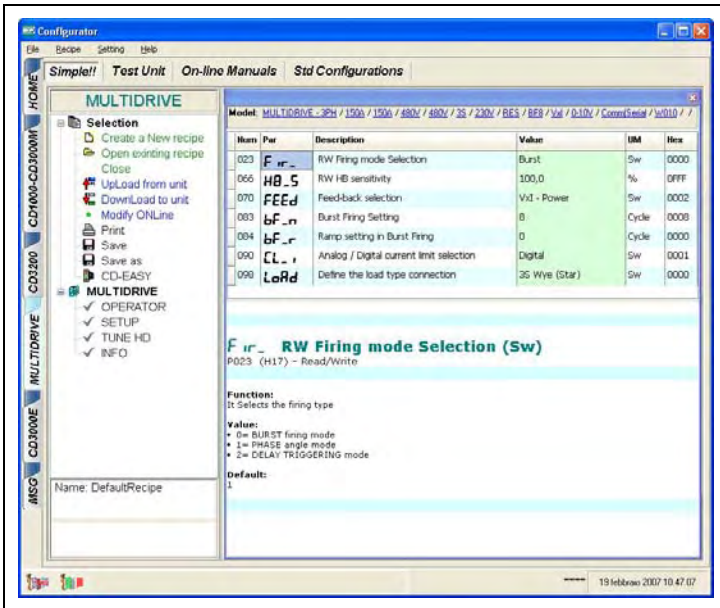 Configurator
File Recipe Setting Help
Simple!! Test Unit On-line Manuals Std Configurations
HOME
CD1000-CD3000M
CD3200
MULTIDRIVE
CD3000E
MSG
MULTIDRIVE
Selection
Create a New recipe
Open existing recipe
Close
UpLoad from unit
DownLoad to unit
Modify ONLine
Print
Save
Save as
CD-EASY
MULTIDRIVE
OPERATOR
SETUP
TUNE HD
INFO
Name: DefaultRecipe
Model: MULTIDRIVE - 3PH / 150A / 150A / 480V / 480V / 3S / 230V / RES / BF8 / VxI / 0-10V / CommSerial / W010 / /
Num Par Description Value UM Hex
023 Fir_ RW Firing mode Selection Burst Sw 0000
066 HB_S RW HB sensitivity 100,0 % 0FFF
070 FEEd Feed-back selection VxI - Power Sw 0002
083 bF_n Burst Firing Setting 8 Cycle 0008
084 bF_r Ramp setting in Burst Firing 0 Cycle 0000
090 CL_i Analog / Digital current limit selection Digital Sw 0001
098 LoAd Define the load type connection 3S Wye (Star) Sw 0000
Fir_ RW Firing mode Selection (Sw)
P023 (H17) - Read/Write
Function:
It Selects the firing type
Value:
• 0= BURST firing mode
• 1= PHASE angle mode
• 2= DELAY TRIGGERING mode
Default:
1
---- 19 febbraio 2007 10.47.07